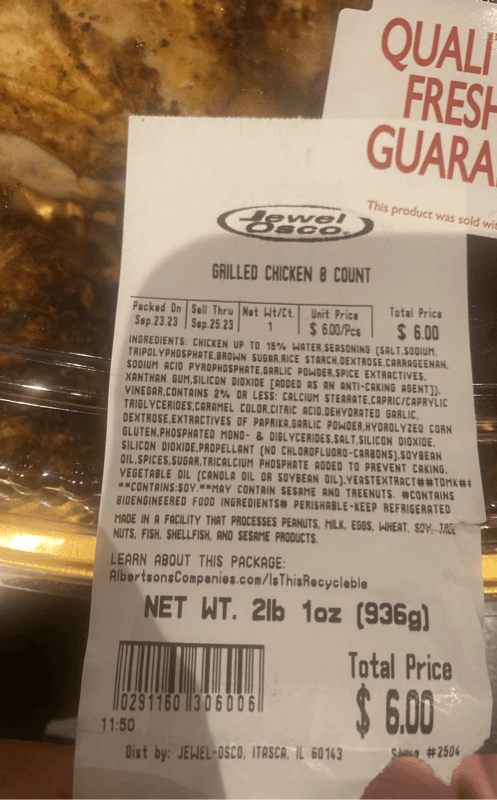 QUALI
FRESH
GUARA
This product was sold wit
Jewel
Osco.
GRILLED CHICKEN 8 COUNT
Packed On Sell Thru Net Wt/Ct. Unit Price Total Price
Sep.23.23 Sep.25.23 1 $ 6.00/Pcs $ 6.00
INGREDIENTS: CHICKEN UP TO 15% WATER,SEASONING (SALT,SODIUM,
TRIPOLYPHOSPHATE,BROWN SUGAR,RICE STARCH,DEXTROSE,CARRAGEENAN,
SODIUM ACID PYROPHOSPHATE,GARLIC POWDER,SPICE EXTRACTIVES,
XANTHAN GUM,SILICON DIOXIDE [ADDED AS AN ANTI-CAKING AGENT]),
VINEGAR,CONTAINS 2% OR LESS: CALCIUM STEARATE,CAPRIC/CAPRYLIC
TRIGLYCERIDES,CARAMEL COLOR,CITRIC ACID,DEHYDRATED GARLIC,
DEXTROSE,EXTRACTIVES OF PAPRIKA,GARLIC POWDER,HYDROLYZED CORN
GLUTEN,PHOSPHATED MONO- & DIGLYCERIDES,SALT,SILICON DIOXIDE,
SILICON DIOXIDE,PROPELLANT (NO CHLOROFLUORO-CARBONS),SOYBEAN
OIL,SPICES,SUGAR,TRICALCIUM PHOSPHATE ADDED TO PREVENT CAKING,
VEGETABLE OIL (CANOLA OIL OR SOYBEAN OIL),YEASTEXTRACT##TDMK#‡
**CONTAINS:SOY.**MAY CONTAIN SESAME AND TREENUTS. #CONTAINS
BIOENGINEERED FOOD INGREDIENTS# PERISHABLE-KEEP REFRIGERATED
MADE IN A FACILITY THAT PROCESSES PEANUTS, MILK, EGGS, WHEAT, SOY, TREE
NUTS, FISH, SHELLFISH, AND SESAME PRODUCTS.
LEARN ABOUT THIS PACKAGE:
AlbertsonsCompanies.com/IsThisRecyclable
NET WT. 2lb 1oz (936g)
Total Price
$ 6.00
0291160 306006
11:50
Dist by: JEWEL-OSCO, ITASCA, IL 60143 Store #2504